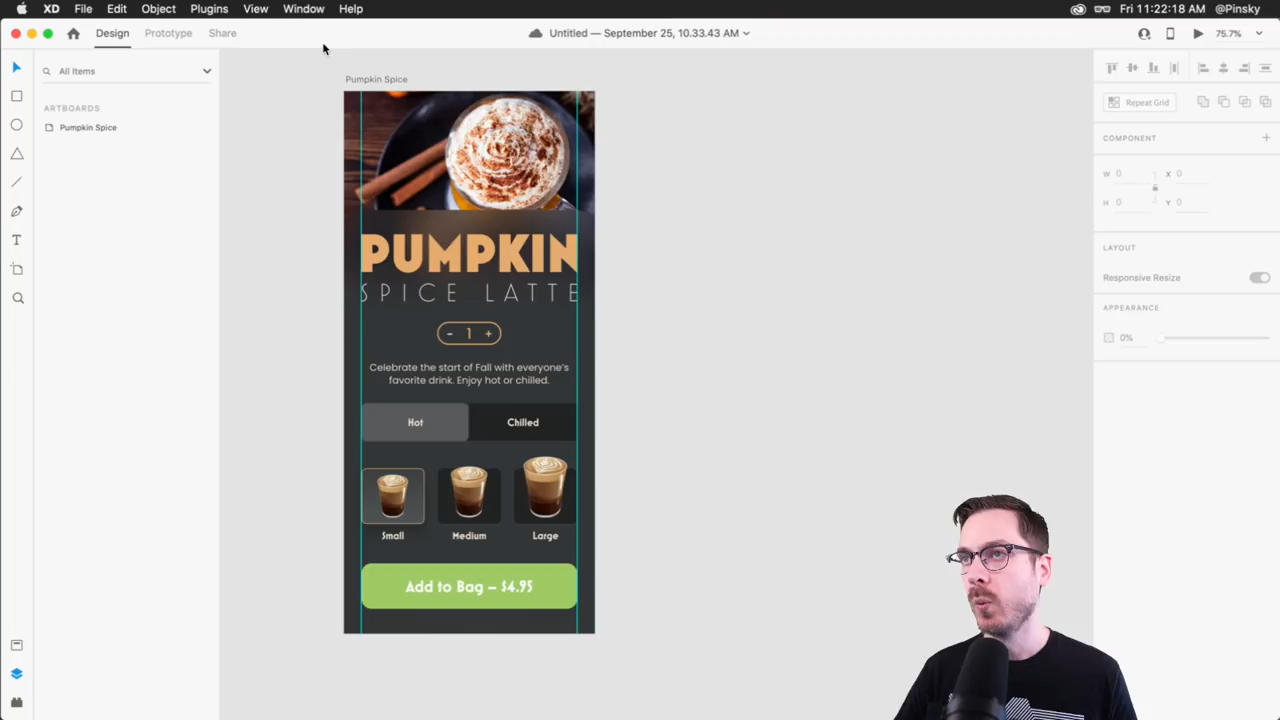 XD File Edit Object Plugins View Window Help
Fri 11:22:18 AM @Pinsky
Design Prototype Share
Untitled — September 25, 10.33.43 AM
75.7%
All Items
ARTBOARDS
Pumpkin Spice
Pumpkin Spice
PUMPKIN
SPICE LATTE
- 1 +
Celebrate the start of Fall with everyone's
favorite drink. Enjoy hot or chilled.
Hot Chilled
Small Medium Large
Add to Bag – $4.95
Repeat Grid
COMPONENT +
W 0 X 0
H 0 Y 0
LAYOUT
Responsive Resize
APPEARANCE
0%